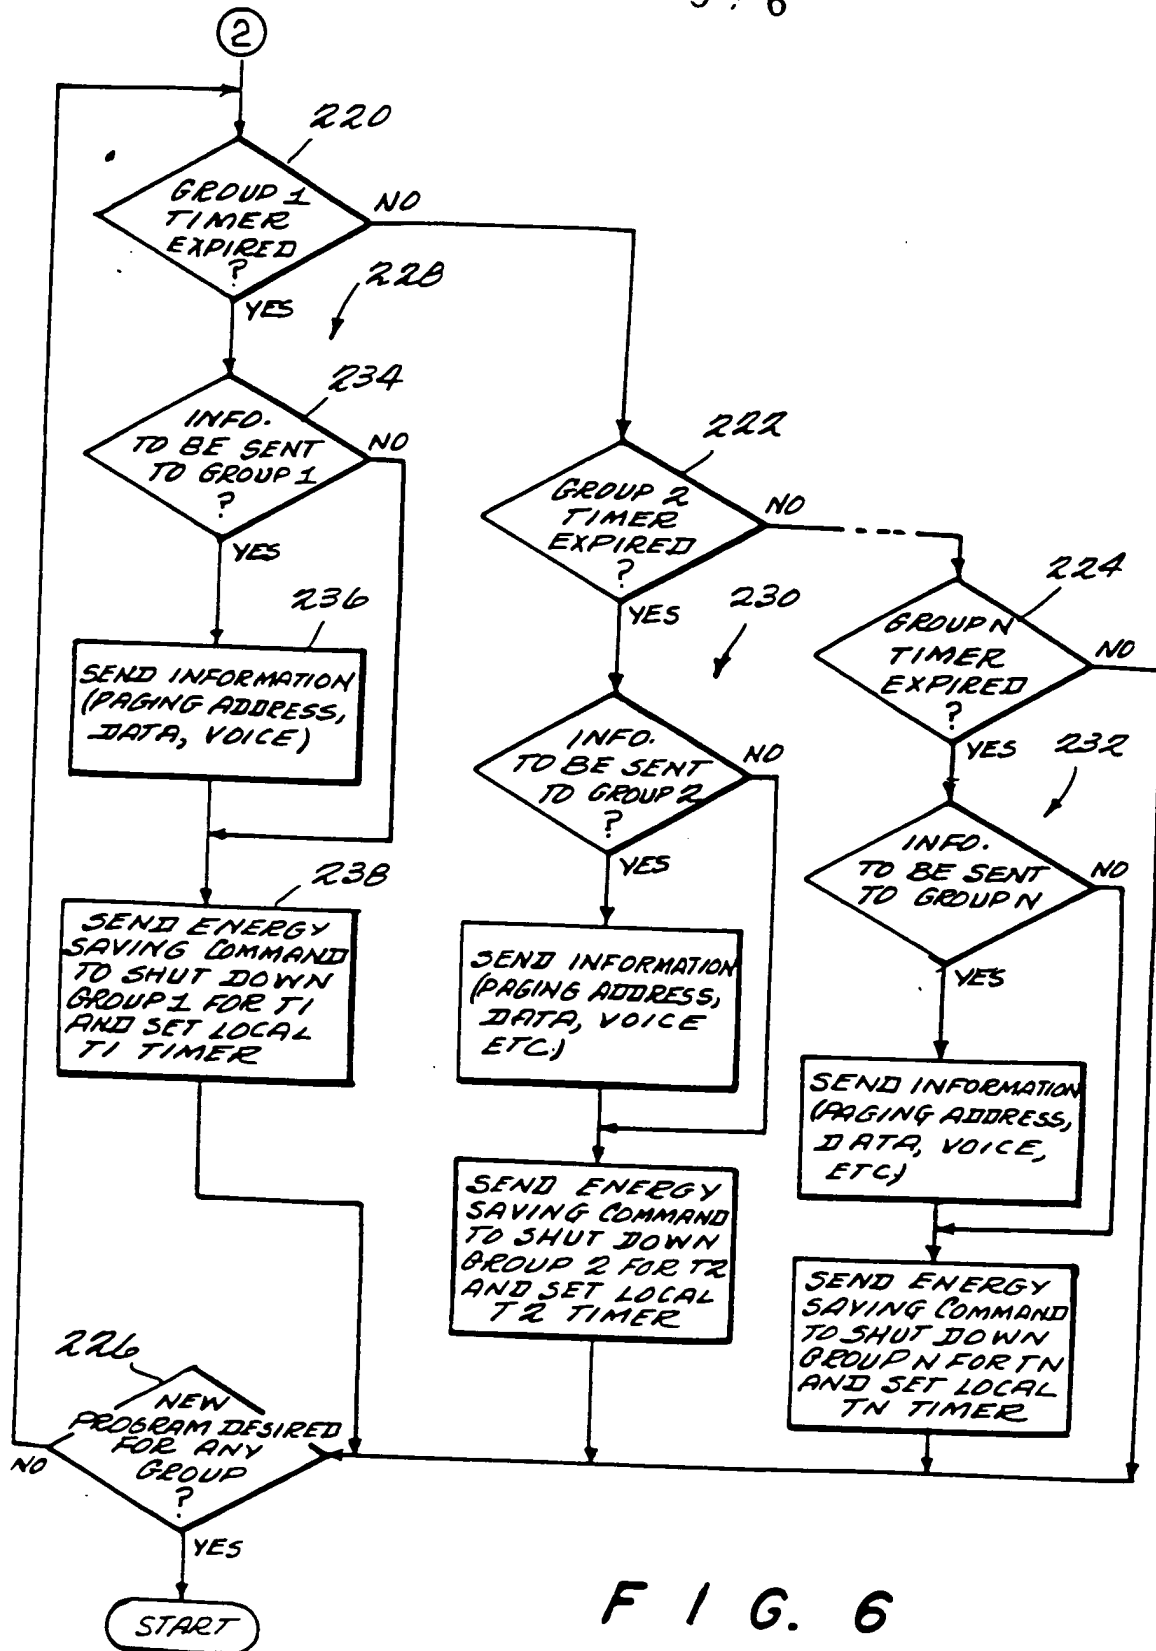 2
220
GROUP 1
TIMER
EXPIRED
?
NO
YES
228
234
INFO.
TO BE SENT
TO GROUP 1
?
NO
YES
236
SEND INFORMATION
(PAGING ADDRESS,
DATA, VOICE)
238
SEND ENERGY
SAVING COMMAND
TO SHUT DOWN
GROUP 1 FOR T1
AND SET LOCAL
T1 TIMER
222
GROUP 2
TIMER
EXPIRED
?
NO
YES
230
INFO.
TO BE SENT
TO GROUP 2
?
NO
YES
SEND INFORMATION
(PAGING ADDRESS,
DATA, VOICE
ETC.)
SEND ENERGY
SAVING COMMAND
TO SHUT DOWN
GROUP 2 FOR T2
AND SET LOCAL
T2 TIMER
224
GROUP N
TIMER
EXPIRED
?
NO
YES
232
INFO.
TO BE SENT
TO GROUP N
NO
YES
SEND INFORMATION
(PAGING ADDRESS,
DATA, VOICE,
ETC.)
SEND ENERGY
SAVING COMMAND
TO SHUT DOWN
GROUP N FOR TN
AND SET LOCAL
TN TIMER
226
NEW
PROGRAM DESIRED
FOR ANY
GROUP
?
NO
YES
START
FIG. 6